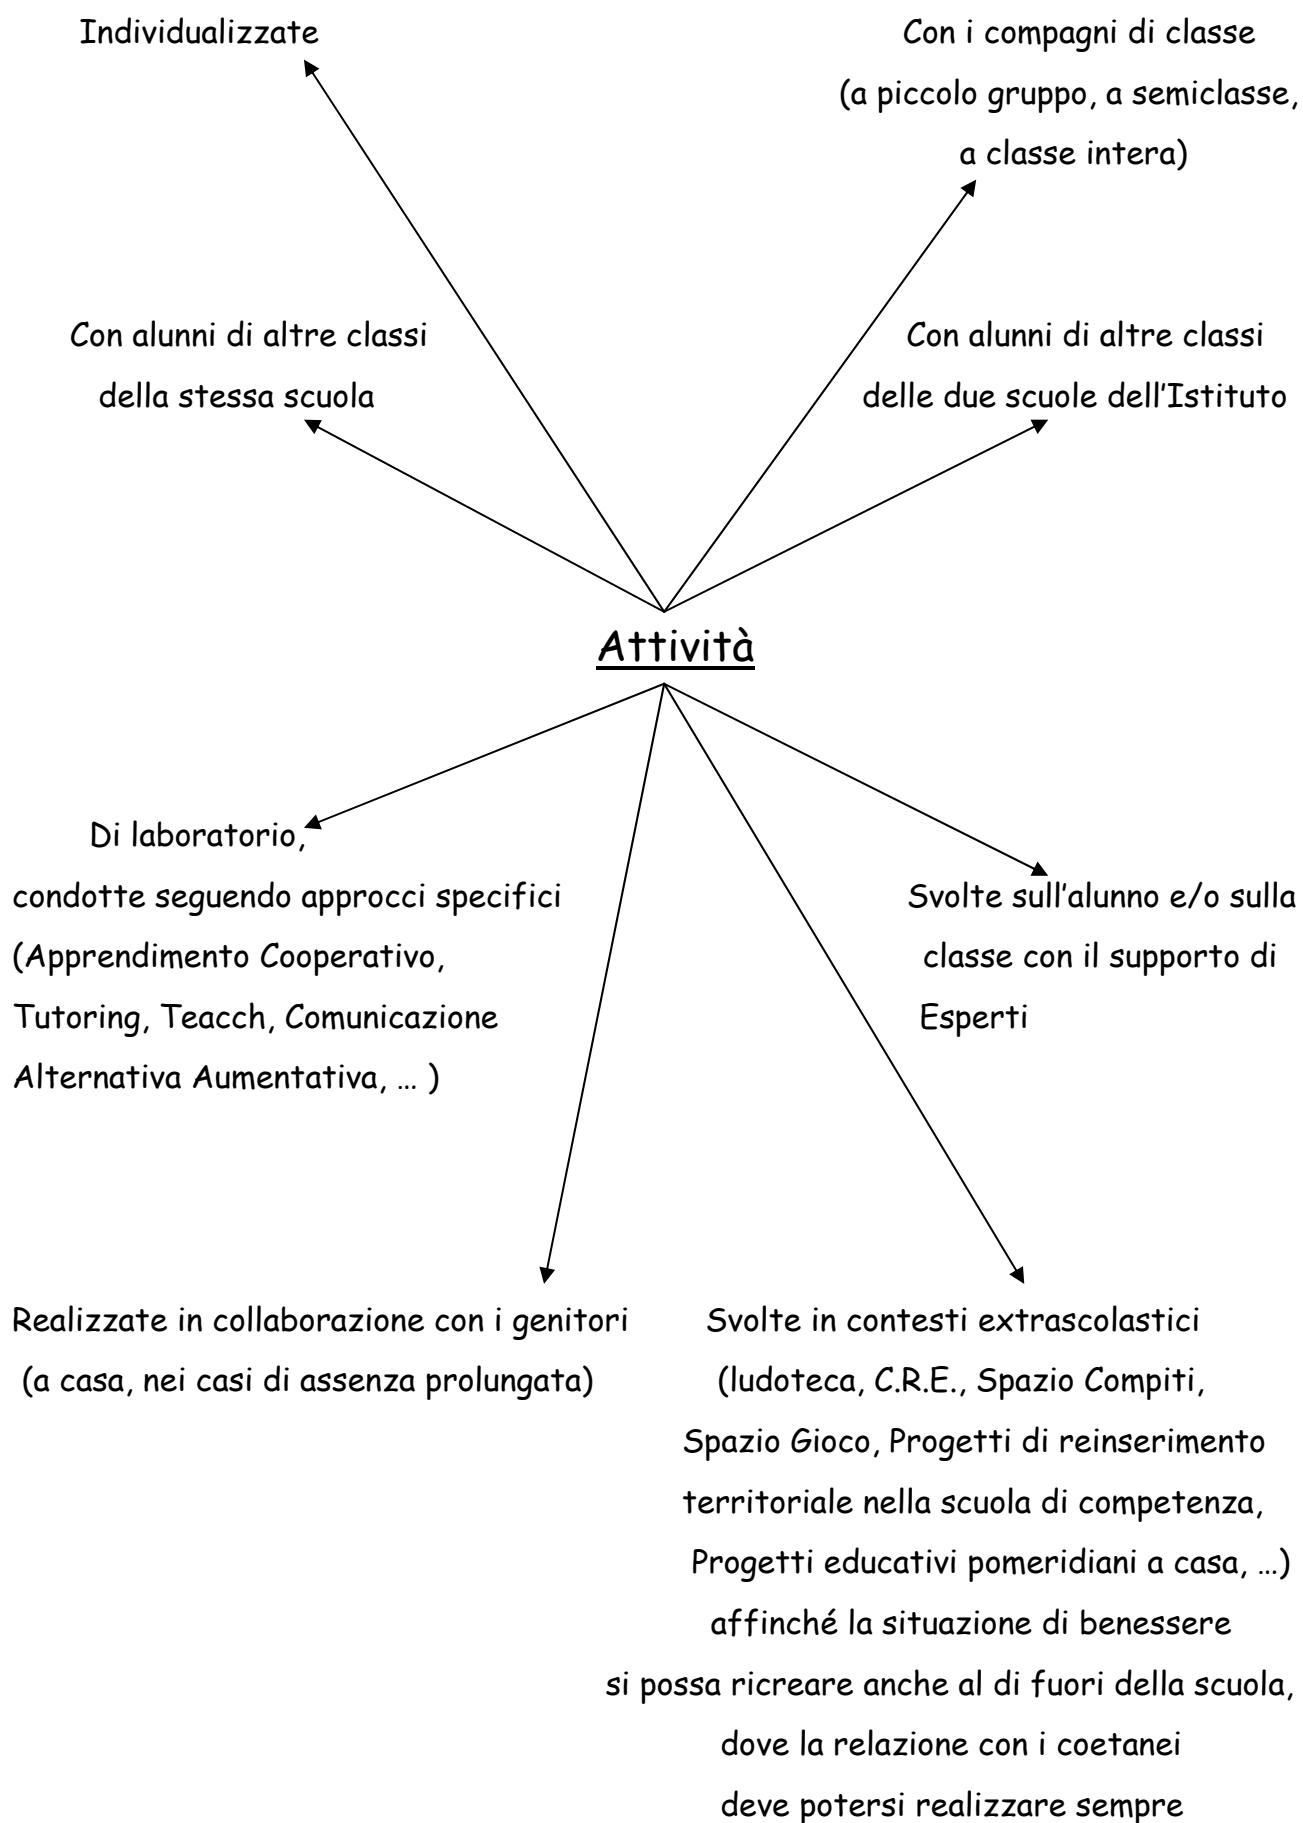 Individualizzate
Con i compagni di classe
(a piccolo gruppo, a semiclasse,
a classe intera)
Con alunni di altre classi
della stessa scuola
Con alunni di altre classi
delle due scuole dell'Istituto
Attività
Di laboratorio,
condotte seguendo approcci specifici
(Apprendimento Cooperativo,
Tutoring, Teacch, Comunicazione
Alternativa Aumentativa, … )
Svolte sull'alunno e/o sulla
classe con il supporto di
Esperti
Realizzate in collaborazione con i genitori
(a casa, nei casi di assenza prolungata)
Svolte in contesti extrascolastici
(ludoteca, C.R.E., Spazio Compiti,
Spazio Gioco, Progetti di reinserimento
territoriale nella scuola di competenza,
Progetti educativi pomeridiani a casa, …)
affinché la situazione di benessere
si possa ricreare anche al di fuori della scuola,
dove la relazione con i coetanei
deve potersi realizzare sempre